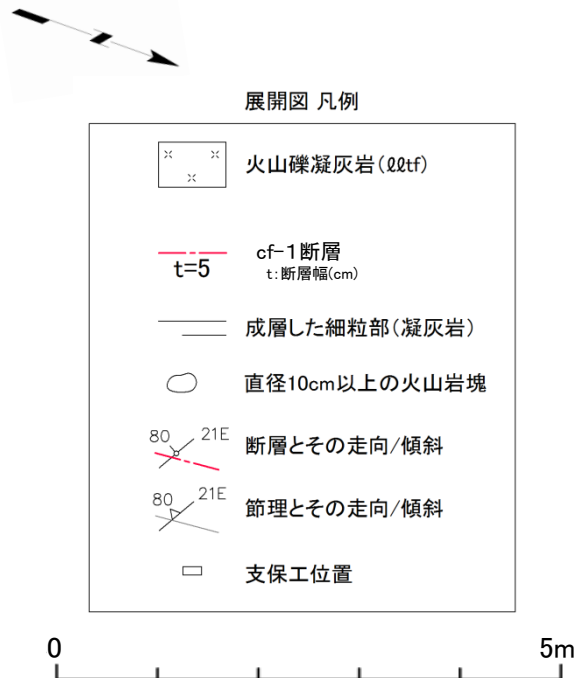 展開図 凡例
火山礫凝灰岩(ℓℓtf)
cf-1断層
t=5
t:断層幅(cm)
成層した細粒部(凝灰岩)
直径10cm以上の火山岩塊
80 21E
断層とその走向/傾斜
80 21E
節理とその走向/傾斜
支保工位置
0 5m